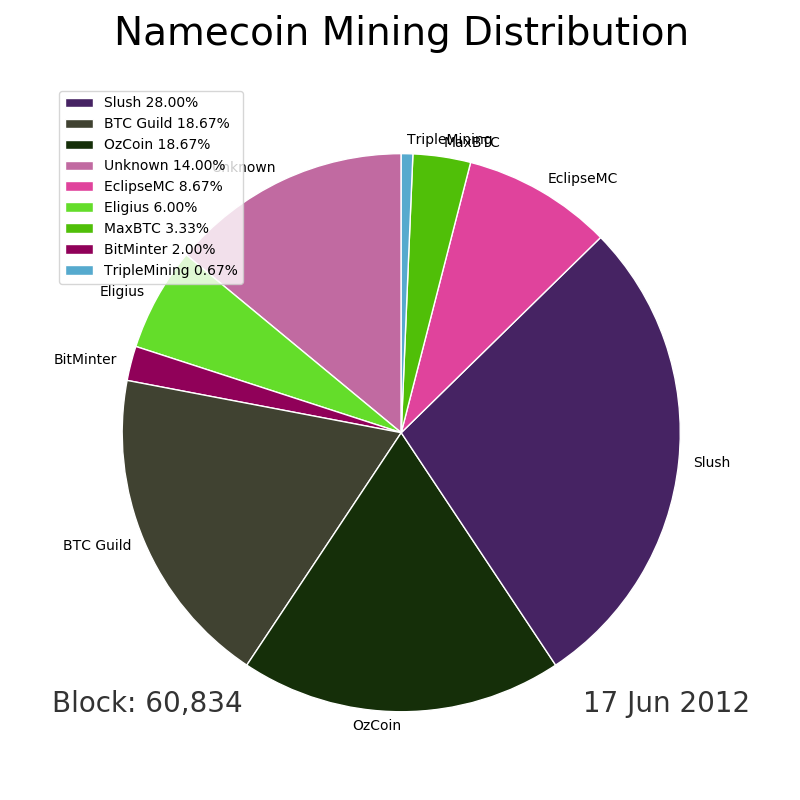 Namecoin Mining Distribution
Slush 28.00%
BTC Guild 18.67%
OzCoin 18.67%
Unknown 14.00%
EclipseMC 8.67%
Eligius 6.00%
MaxBTC 3.33%
BitMinter 2.00%
TripleMining 0.67%
TripleMining
MaxBTC
Unknown
EclipseMC
Eligius
BitMinter
Slush
BTC Guild
OzCoin
Block: 60,834
17 Jun 2012